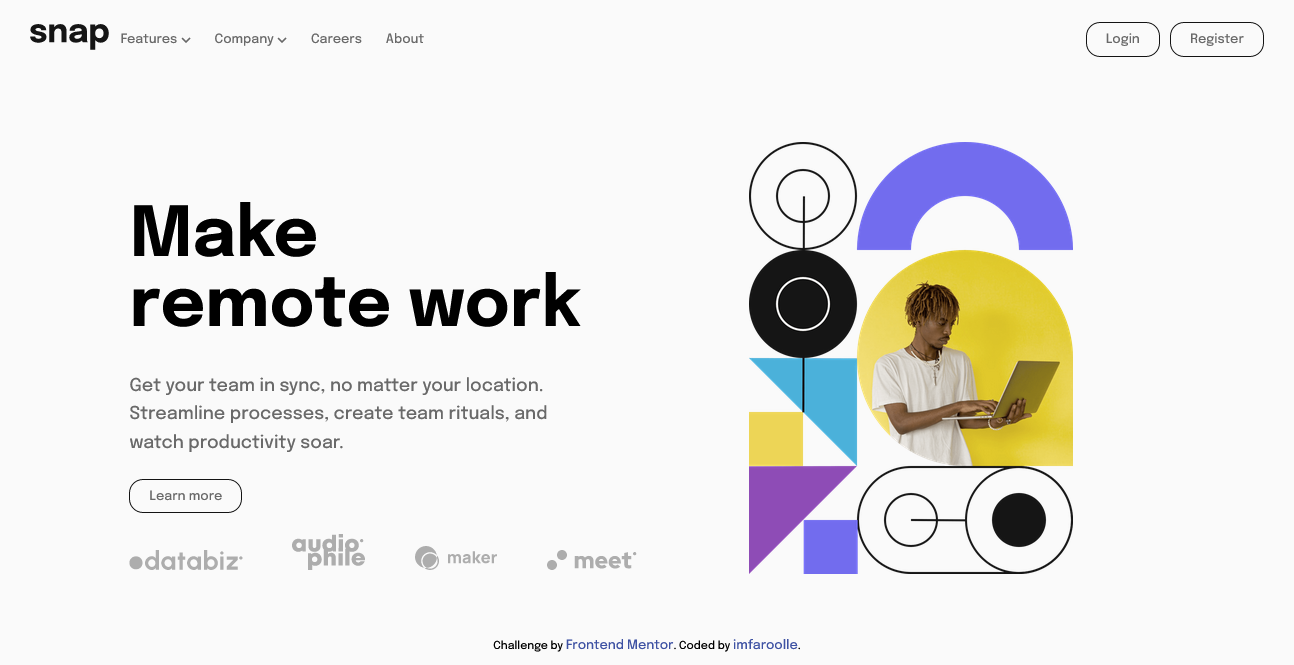 snap Features Company Careers About Login Register
Make
remote work
Get your team in sync, no matter your location.
Streamline processes, create team rituals, and
watch productivity soar.
Learn more
databiz audiophile maker meet
Challenge by Frontend Mentor. Coded by imfaroolle.